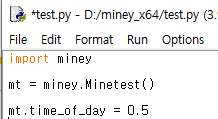 *test.py - D:/miney_x64/test.py (3.
File Edit Format Run Options
import miney
mt = miney.Minetest()
mt.time_of_day = 0.5